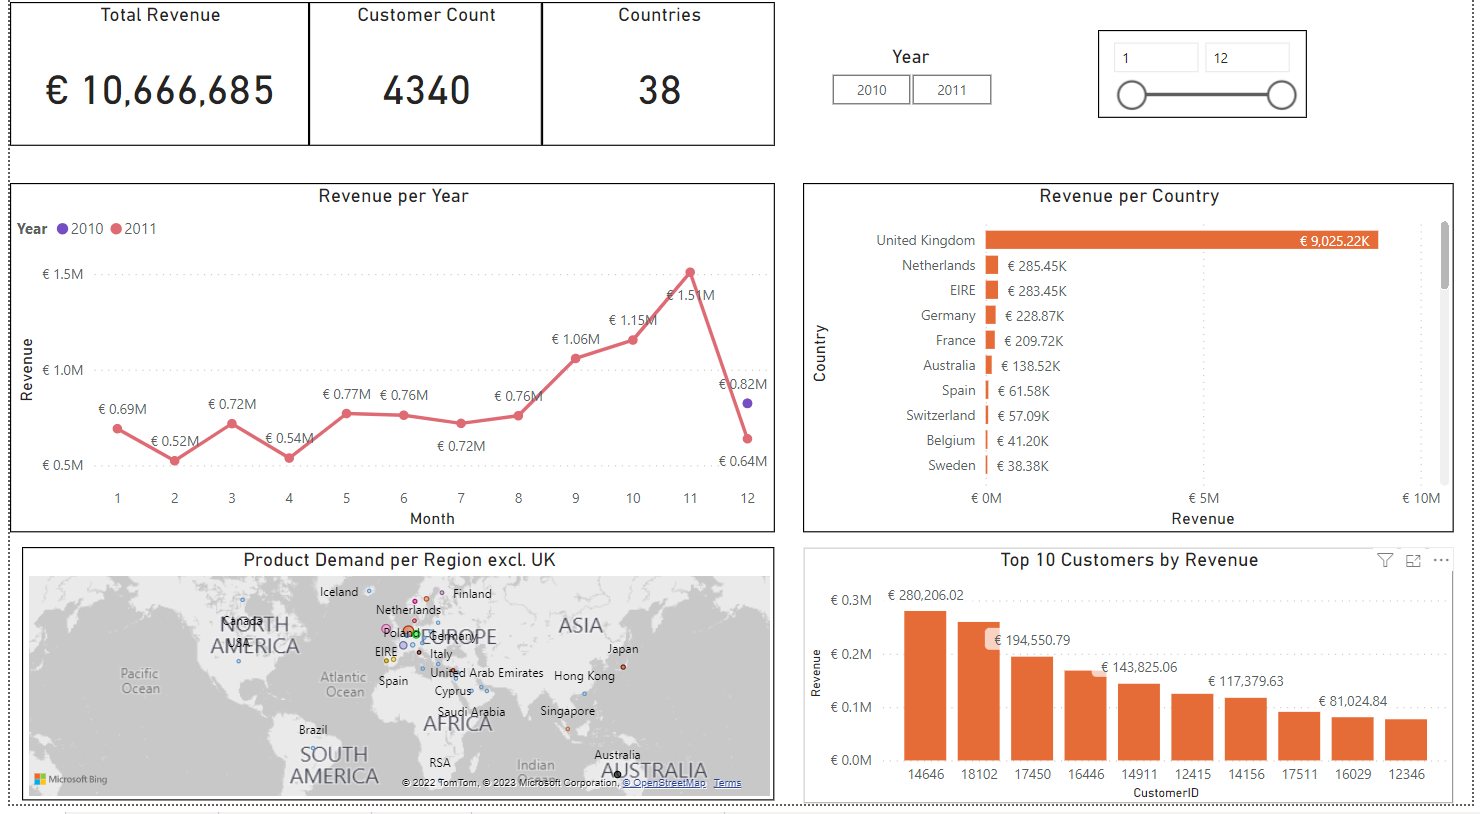 Total Revenue
€ 10,666,685
Customer Count
4340
Countries
38
Year
2010 2011
1 12
Revenue per Year
Year 2010 2011
Revenue
€ 1.5M
€ 1.0M
€ 0.5M
€ 0.69M
€ 0.52M
€ 0.72M
€ 0.54M
€ 0.77M
€ 0.76M
€ 0.72M
€ 0.76M
€ 1.06M
€ 1.15M
€ 1.51M
€ 0.82M
€ 0.64M
1 2 3 4 5 6 7 8 9 10 11 12
Month
Revenue per Country
Country
United Kingdom € 9,025.22K
Netherlands € 285.45K
EIRE € 283.45K
Germany € 228.87K
France € 209.72K
Australia € 138.52K
Spain € 61.58K
Switzerland € 57.09K
Belgium € 41.20K
Sweden € 38.38K
€ 0M € 5M € 10M
Revenue
Product Demand per Region excl. UK
Iceland
Finland
Netherlands
Canada
NORTH
AMERICA
USA
Poland
Germany
EUROPE
ASIA
EIRE
Italy
Japan
Pacific
Ocean
Atlantic
Ocean
Spain
United Arab Emirates
Hong Kong
Cyprus
Saudi Arabia
AFRICA
Singapore
Brazil
SOUTH
AMERICA
RSA
Indian
Ocean
Australia
AUSTRALIA
Microsoft Bing
© 2022 TomTom, © 2023 Microsoft Corporation, © OpenStreetMap Terms
Top 10 Customers by Revenue
Revenue
€ 0.3M
€ 0.2M
€ 0.1M
€ 0.0M
€ 280,206.02
€ 194,550.79
€ 143,825.06
€ 117,379.63
€ 81,024.84
14646 18102 17450 16446 14911 12415 14156 17511 16029 12346
CustomerID